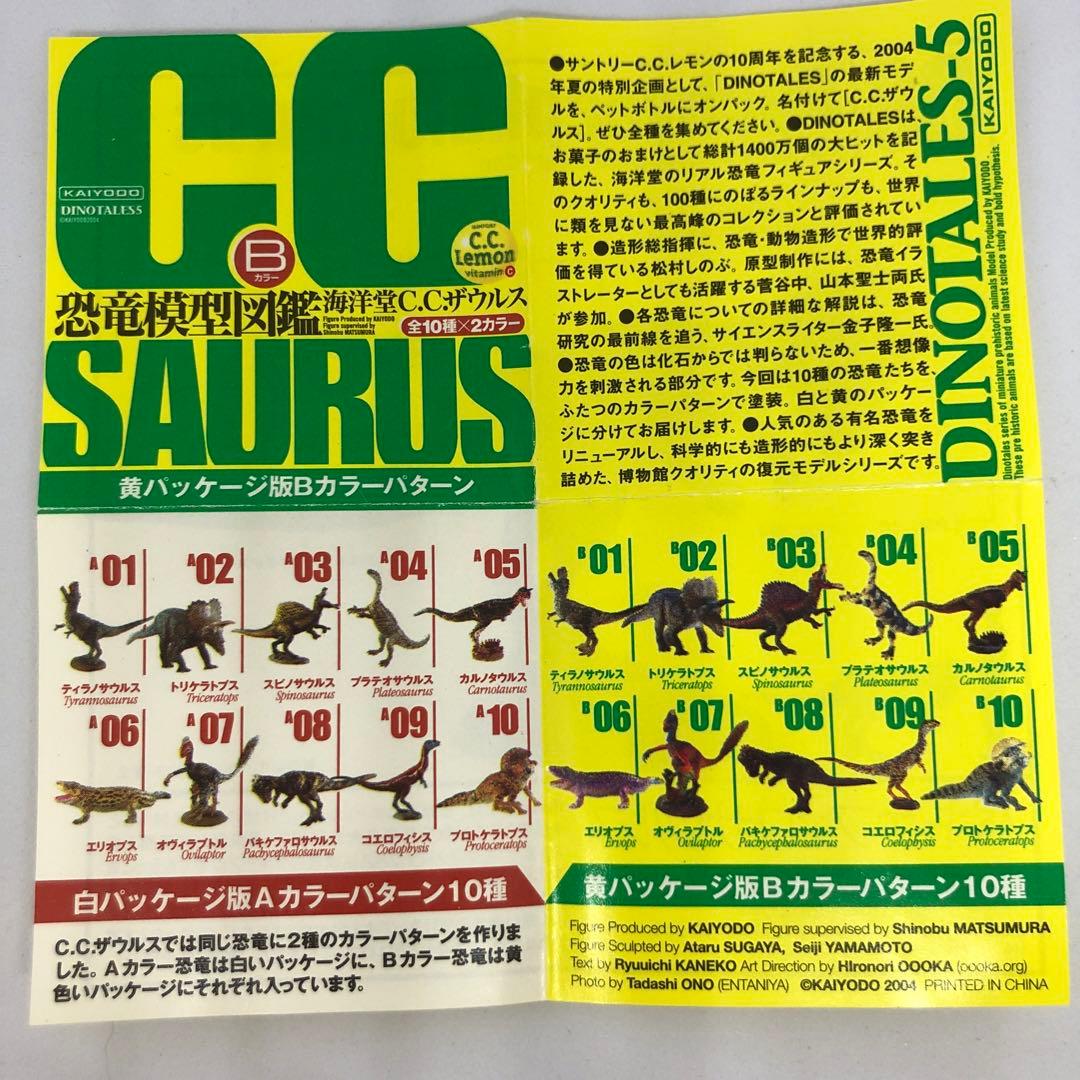 CC
KAIYODO
DINOTALES5
©KAIYODO2004
B
カラー
SUNTORY
C.C.
Lemon
vitamin C
恐竜模型図鑑
海洋堂C.C.ザウルス
Figure Produced by KAIYODO
Figure supervised by
Shinobu MATSUMURA
全10種×2カラー
SAURUS
黄パッケージ版Bカラーパターン
●サントリーC.C.レモンの10周年を記念する、2004
年夏の特別企画として、「DINOTALES」の最新モデ
ルを、ペットボトルにオンパック。名付けて[C.C.ザウ
ルス]。ぜひ全種を集めてください。●DINOTALESは、
お菓子のおまけとして総計1400万個の大ヒットを記
録した、海洋堂のリアル恐竜フィギュアシリーズ。そ
のクオリティも、100種にのぼるラインナップも、世界
に類を見ない最高峰のコレクションと評価されてい
ます。●造形総指揮に、恐竜・動物造形で世界的評
価を得ている松村しのぶ。原型制作には、恐竜イラ
ストレーターとしても活躍する菅谷中、山本聖士両氏
が参加。●各恐竜についての詳細な解説は、恐竜
研究の最前線を追う、サイエンスライター金子隆一氏。
●恐竜の色は化石からでは判らないため、一番想像
力を刺激される部分です。今回は10種の恐竜たちを、
ふたつのカラーパターンで塗装。白と黄のパッケー
ジに分けてお届けします。●人気のある有名恐竜を
リニューアルし、科学的にも造形的にもより深く突き
詰めた、博物館クオリティの復元モデルシリーズです。
DINOTALES-5
KAIYODO
Dinotales series of miniature prehistoric animals Model Produced by KAIYODO .
These pre historic animals are based on latest science study and bold hypothesis.
A01 A02 A03 A04 A05
ティラノサウルス トリケラトプス スピノサウルス プラテオサウルス カルノタウルス
Tyrannosaurus Triceratops Spinosaurus Plateosaurus Carnotaurus
A06 A07 A08 A09 A10
エリオプス オヴィラプトル パキケファロサウルス コエロフィシス プロトケラトプス
Ervops Ovilaptor Pachycephalosaurus Coelophysis Protoceratops
白パッケージ版Aカラーパターン10種
C.C.ザウルスでは同じ恐竜に2種のカラーパターンを作りま
した。Aカラー恐竜は白いパッケージに、Bカラー恐竜は黄
色いパッケージにそれぞれ入っています。
B01 B02 B03 B04 B05
ティラノサウルス トリケラトプス スピノサウルス プラテオサウルス カルノタウルス
Tyrannosaurus Triceratops Spinosaurus Plateosaurus Carnotaurus
B06 B07 B08 B09 B10
エリオプス オヴィラプトル パキケファロサウルス コエロフィシス プロトケラトプス
Ervops Ovilaptor Pachycephalosaurus Coelophysis Protoceratops
黄パッケージ版Bカラーパターン10種
Figure Produced by KAIYODO Figure supervised by Shinobu MATSUMURA
Figure Sculpted by Ataru SUGAYA, Seiji YAMAMOTO
Text by Ryuuichi KANEKO Art Direction by HIronori OOOKA (oooka.org)
Photo by Tadashi ONO (ENTANIYA) ©KAIYODO 2004 PRINTED IN CHINA